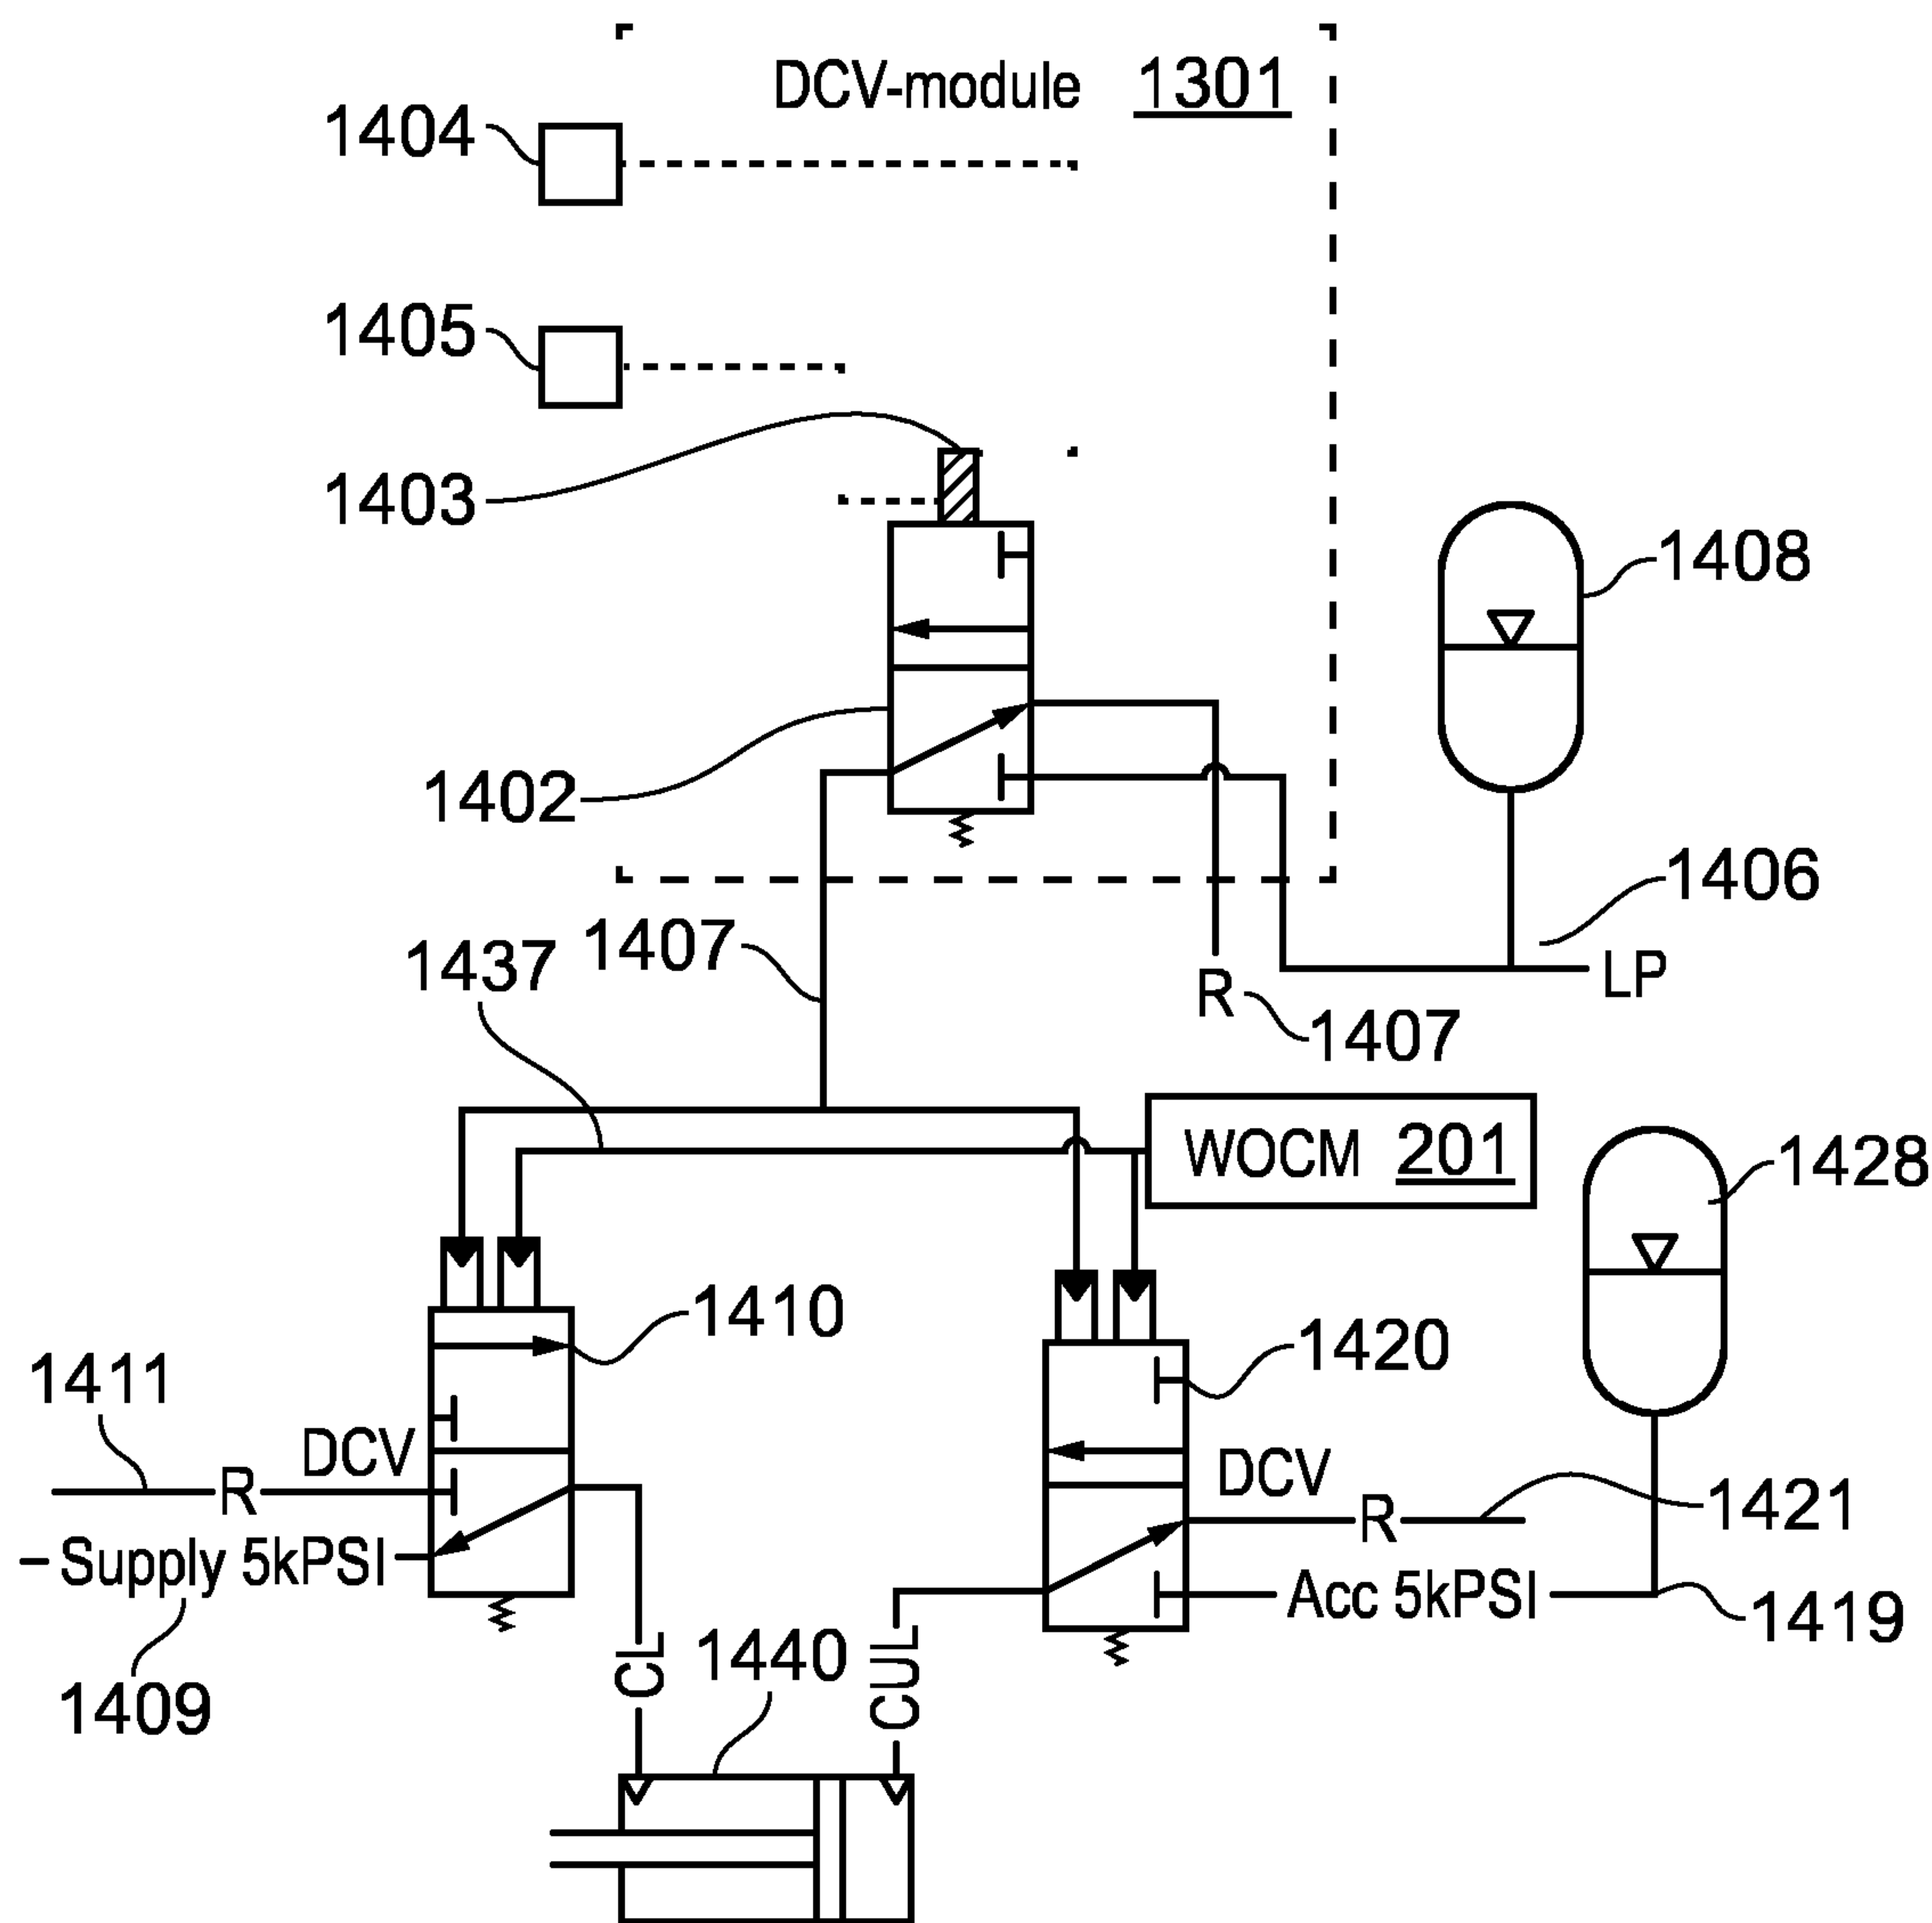 DCV-module 1301
1404
1405
1403
1408
1402
1406
1407
1437
LP
R
1407
WOCM 201
1428
1410
1420
1411
DCV
DCV
R
R
1421
– Supply 5kPSI
Acc 5kPSI
1419
1409
CL
1440
CUL